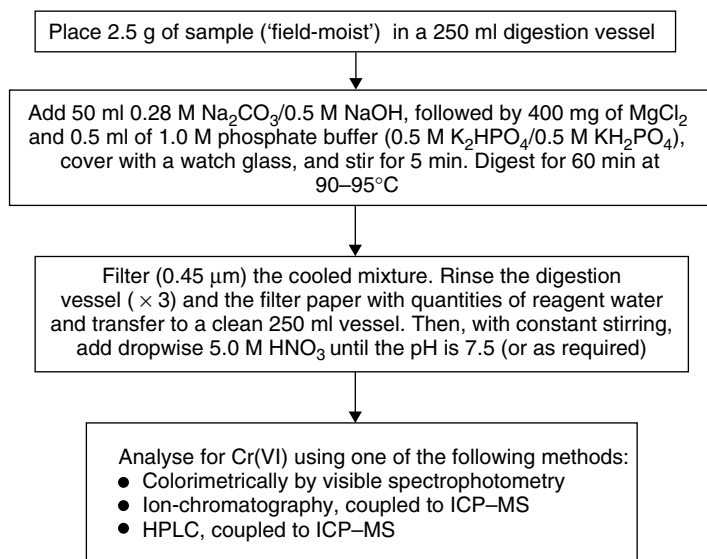 Place 2.5 g of sample (‘field-moist’) in a 250 ml digestion vessel
Add 50 ml 0.28 M Na₂CO₃/0.5 M NaOH, followed by 400 mg of MgCl₂
and 0.5 ml of 1.0 M phosphate buffer (0.5 M K₂HPO₄/0.5 M KH₂PO₄),
cover with a watch glass, and stir for 5 min. Digest for 60 min at
90–95°C
Filter (0.45 µm) the cooled mixture. Rinse the digestion
vessel ( × 3) and the filter paper with quantities of reagent water
and transfer to a clean 250 ml vessel. Then, with constant stirring,
add dropwise 5.0 M HNO₃ until the pH is 7.5 (or as required)
Analyse for Cr(VI) using one of the following methods:
● Colorimetrically by visible spectrophotometry
● Ion-chromatography, coupled to ICP–MS
● HPLC, coupled to ICP–MS